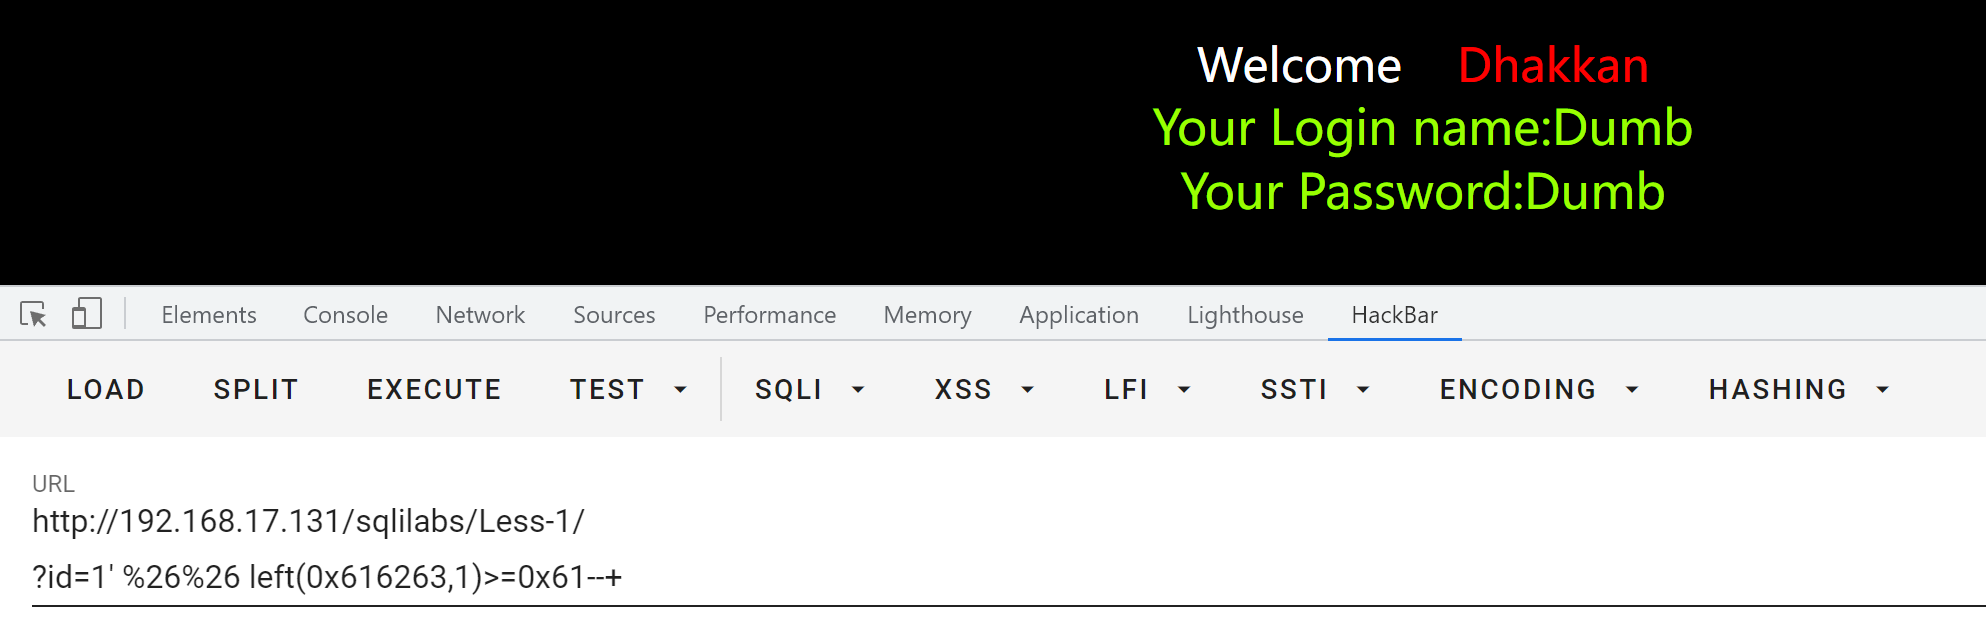 Welcome Dhakkan
Your Login name:Dumb
Your Password:Dumb
Elements Console Network Sources Performance Memory Application Lighthouse HackBar
LOAD SPLIT EXECUTE TEST SQLI XSS LFI SSTI ENCODING HASHING
URL
http://192.168.17.131/sqlilabs/Less-1/
?id=1' %26%26 left(0x616263,1)>=0x61--+